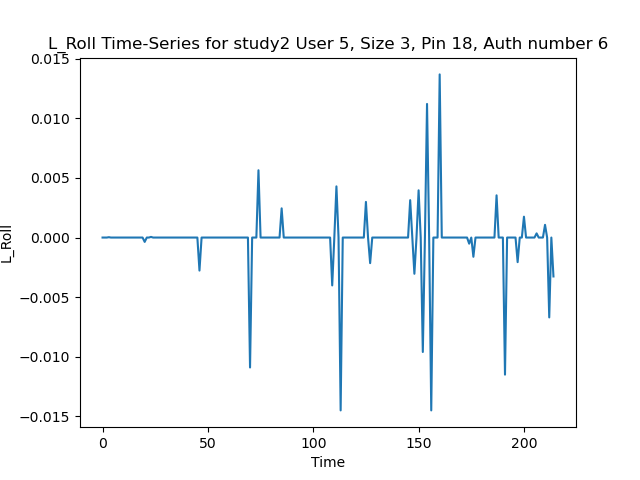 L_Roll Time-Series for study2 User 5, Size 3, Pin 18, Auth number 6
0.015
0.010
0.005
0.000
−0.005
−0.010
−0.015
L_Roll
0 50 100 150 200
Time